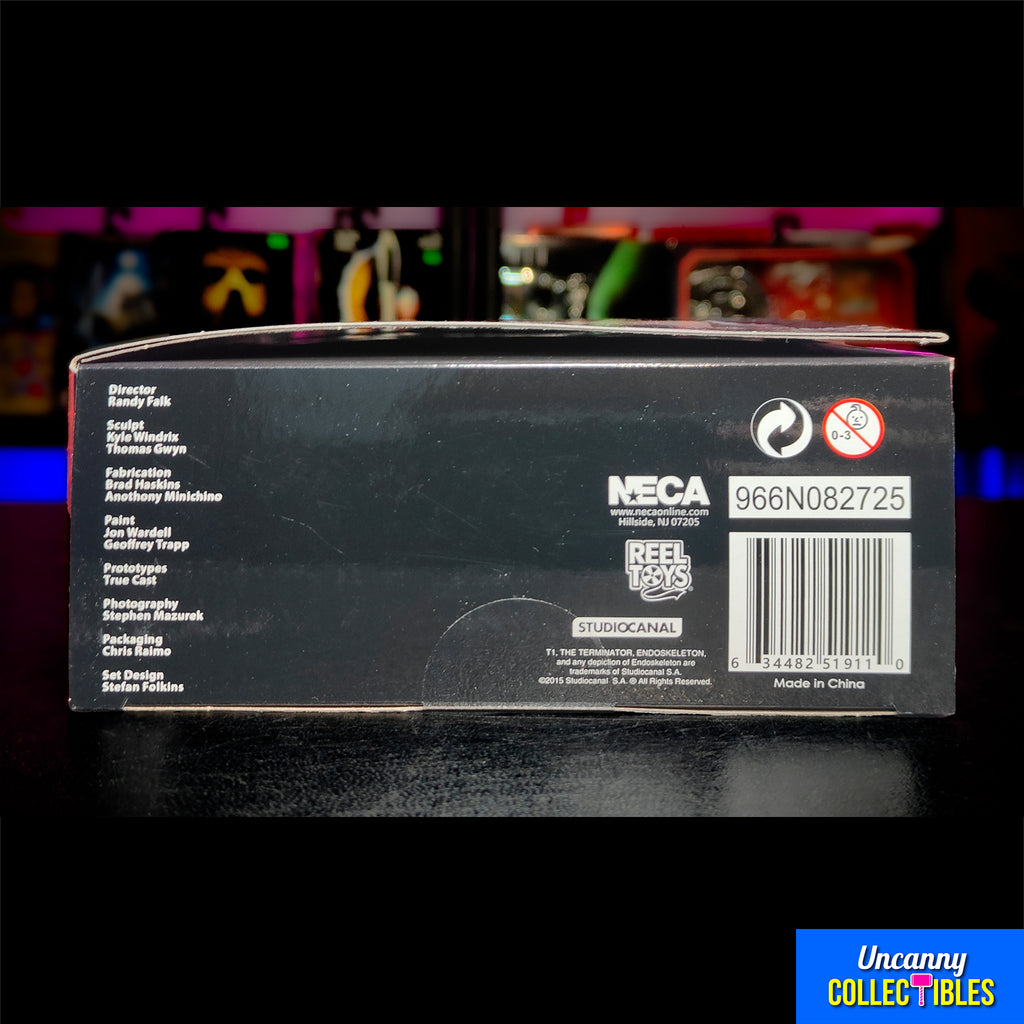 Director
Randy Falk
Sculpt
Kyle Windrix
Thomas Gwyn
Fabrication
Brad Haskins
Anothony Minichino
Paint
Jon Wardell
Geoffrey Trapp
Prototypes
True Cast
Photography
Stephen Mazurek
Packaging
Chris Raimo
Set Design
Stefan Folkins
0-3
NECA
www.necaonline.com
Hillside, NJ 07205
REEL
TOYS
STUDIOCANAL
T1, THE TERMINATOR, ENDOSKELETON,
and any depiction of Endoskeleton are
trademarks of Studiocanal S.A.
©2015 Studiocanal S.A. ® All Rights Reserved.
966N082725
6 34482 51911 0
Made in China
Uncanny
COLLECTIBLES